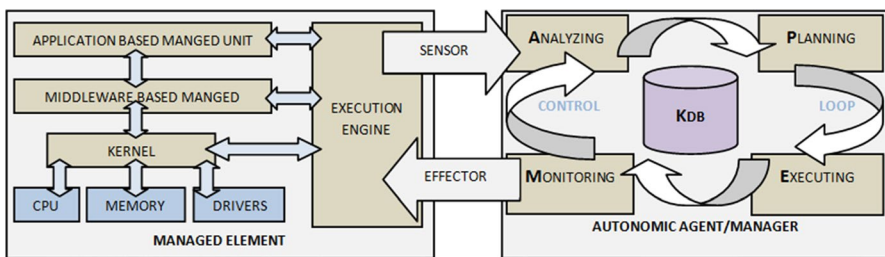 APPLICATION BASED MANGED UNIT
MIDDLEWARE BASED MANGED
KERNEL
CPU
MEMORY
DRIVERS
EXECUTION
ENGINE
MANAGED ELEMENT
SENSOR
EFFECTOR
ANALYZING
PLANNING
CONTROL
KDB
LOOP
MONITORING
EXECUTING
AUTONOMIC AGENT/MANAGER